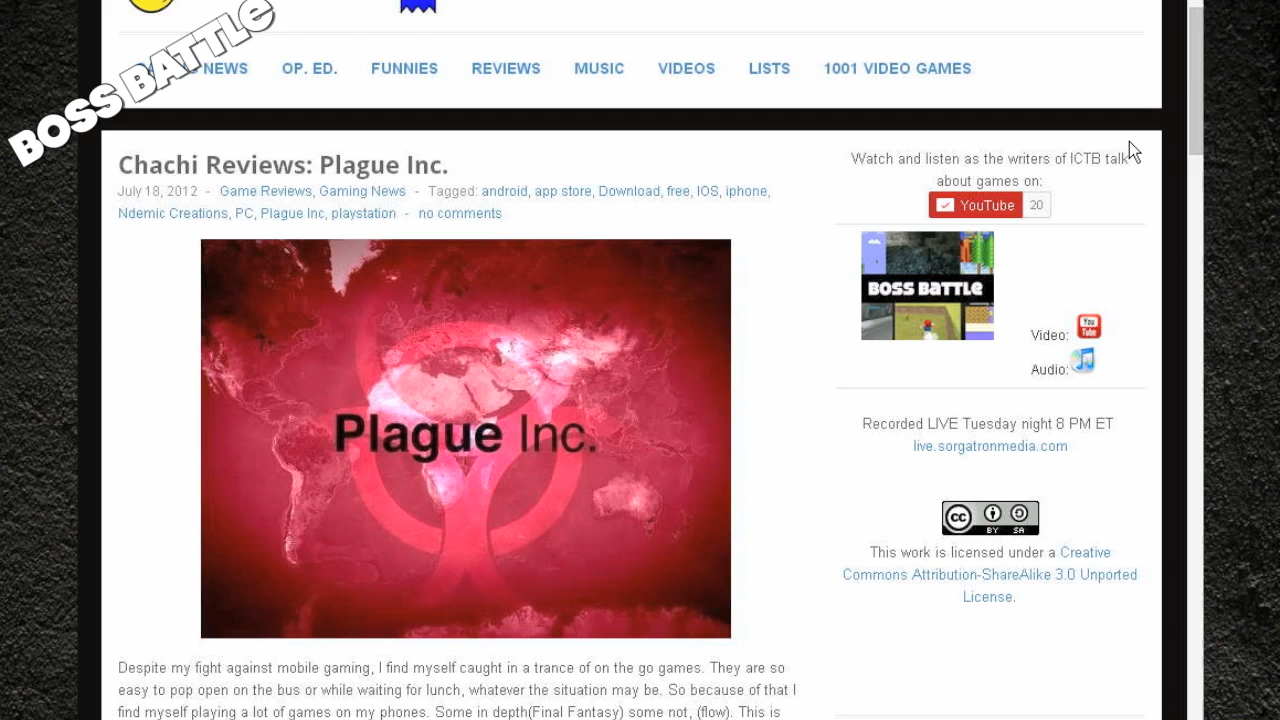 BOSS BATTLE
NEWS OP. ED. FUNNIES REVIEWS MUSIC VIDEOS LISTS 1001 VIDEO GAMES
Chachi Reviews: Plague Inc.
July 18, 2012 - Game Reviews, Gaming News - Tagged: android, app store, Download, free, IOS, iphone,
Ndemic Creations, PC, Plague Inc, playstation - no comments
Plague Inc.
Despite my fight against mobile gaming, I find myself caught in a trance of on the go games. They are so
easy to pop open on the bus or while waiting for lunch, whatever the situation may be. So because of that I
find myself playing a lot of games on my phones. Some in depth(Final Fantasy) some not, (flow). This is
Watch and listen as the writers of ICTB talk
about games on:
YouTube 20
BOSS BATTLE
Video: You Tube
Audio:
Recorded LIVE Tuesday night 8 PM ET
live.sorgatronmedia.com
cc BY SA
This work is licensed under a Creative
Commons Attribution-ShareAlike 3.0 Unported
License.